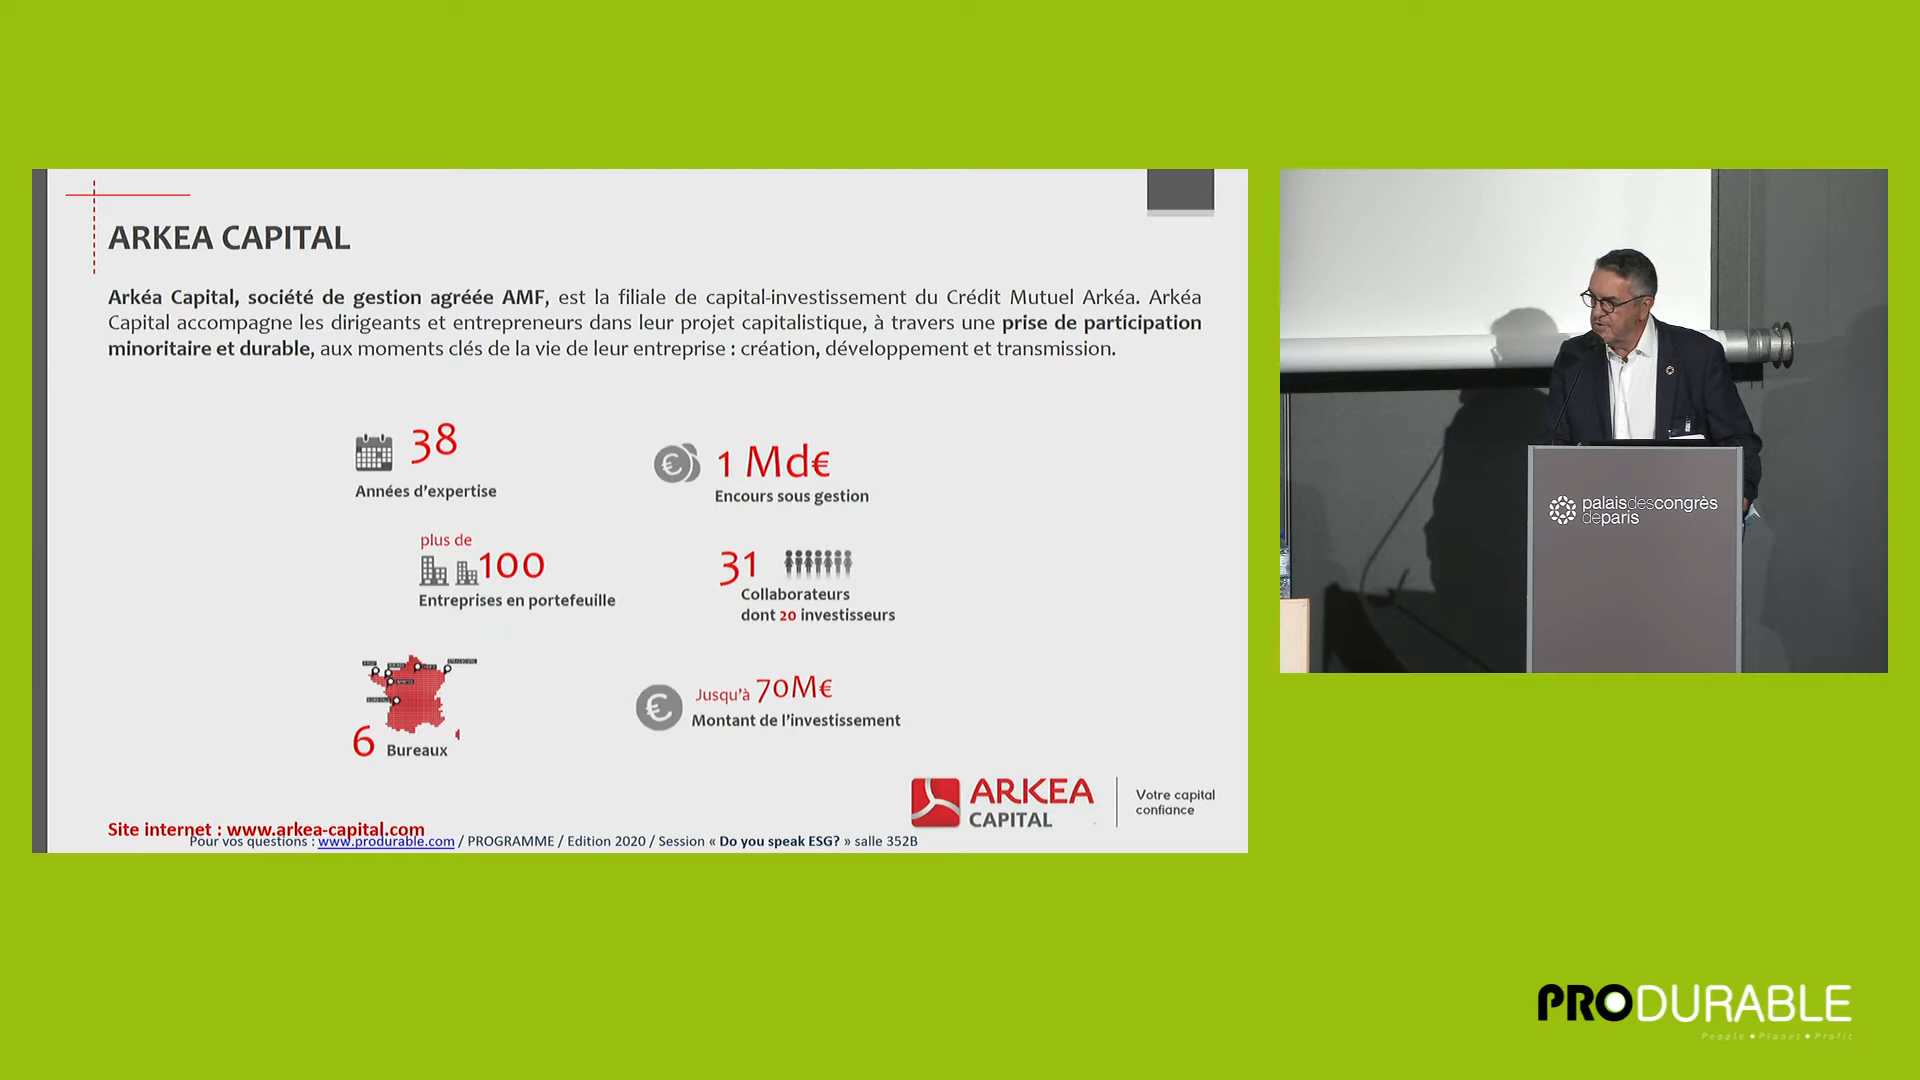 ARKEA CAPITAL
Arkéa Capital, société de gestion agréée AMF, est la filiale de capital-investissement du Crédit Mutuel Arkéa. Arkéa
Capital accompagne les dirigeants et entrepreneurs dans leur projet capitalistique, à travers une prise de participation
minoritaire et durable, aux moments clés de la vie de leur entreprise : création, développement et transmission.
38
Années d'expertise
1 Md€
Encours sous gestion
plus de
100
Entreprises en portefeuille
31
Collaborateurs
dont 20 investisseurs
6 Bureaux
Jusqu'à 70M€
Montant de l'investissement
ARKEA
CAPITAL
Votre capital
confiance
Site internet : www.arkea-capital.com
Pour vos questions : www.produrable.com / PROGRAMME / Edition 2020 / Session « Do you speak ESG? » salle 352B
palaisdescongrès
deparis
PRODURABLE
People • Planet • Profit